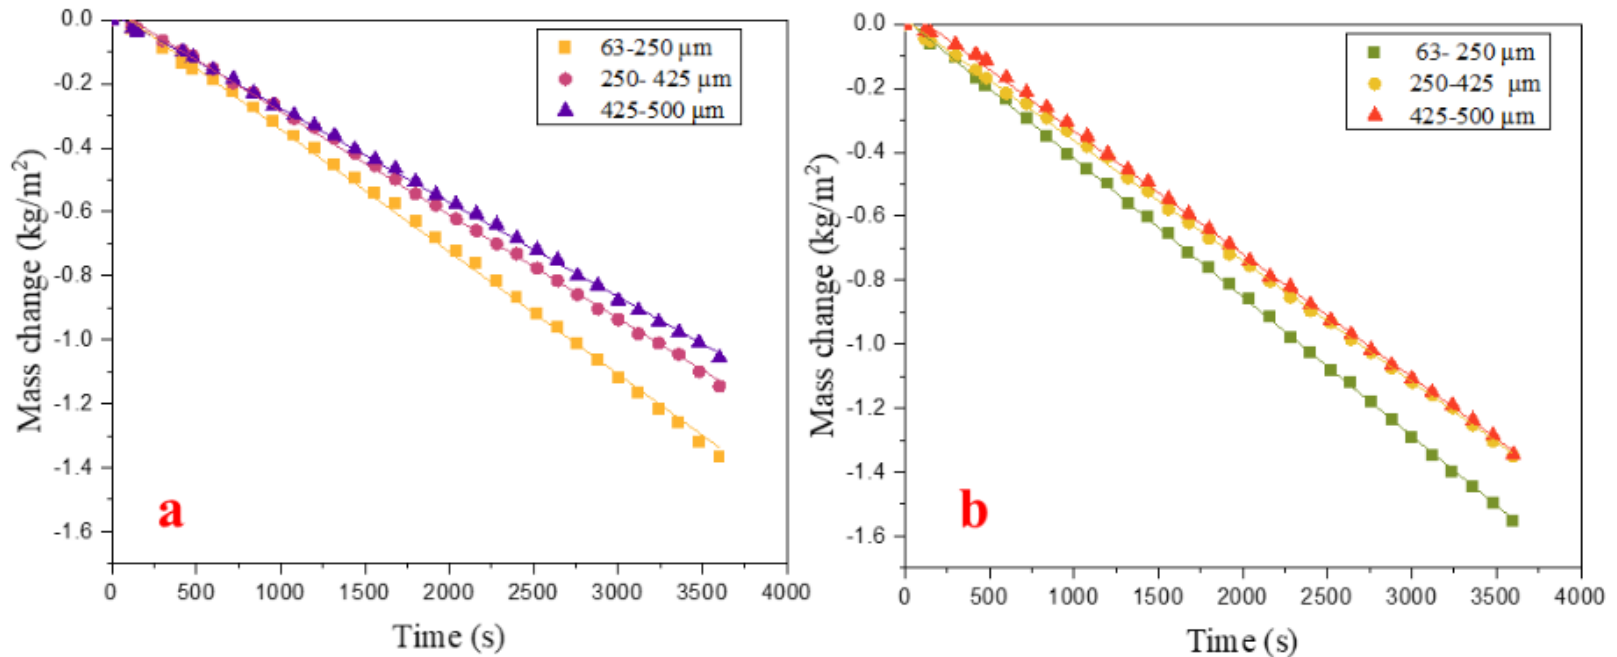 0.0
-0.2
-0.4
-0.6
-0.8
-1.0
-1.2
-1.4
-1.6
Mass change (kg/m²)
63-250 µm
250- 425 µm
425-500 µm
a
0 500 1000 1500 2000 2500 3000 3500 4000
Time (s)
0.0
-0.2
-0.4
-0.6
-0.8
-1.0
-1.2
-1.4
-1.6
Mass change (kg/m²)
63- 250 µm
250-425 µm
425-500 µm
b
0 500 1000 1500 2000 2500 3000 3500 4000
Time (s)